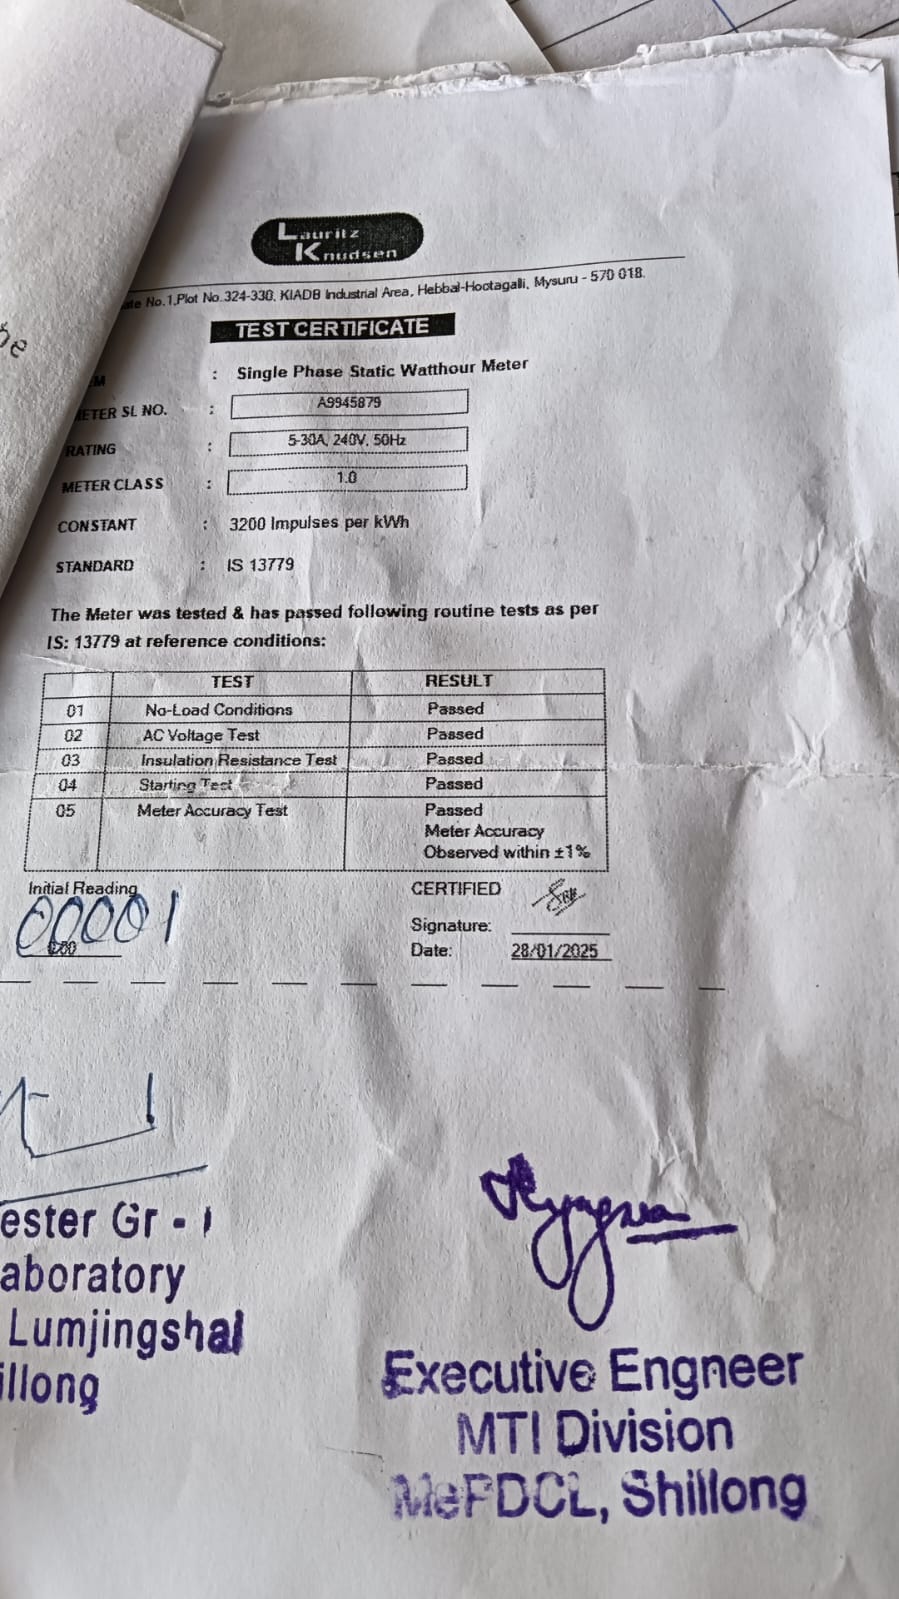 Lauritz
Knudsen
No.1,Plot No.324-330, KIADB Industrial Area, Hebbal-Hootagalli, Mysuru - 570 018.
TEST CERTIFICATE
: Single Phase Static Watthour Meter
METER SL NO. : A9945879
RATING : 5-30A, 240V, 50Hz
METER CLASS : 1.0
CONSTANT : 3200 Impulses per kWh
STANDARD : IS 13779
The Meter was tested & has passed following routine tests as per
IS: 13779 at reference conditions:
TEST RESULT
01 No-Load Conditions Passed
02 AC Voltage Test Passed
03 Insulation Resistance Test Passed
04 Starting Test Passed
05 Meter Accuracy Test Passed
Meter Accuracy
Observed within ±1%
Initial Reading CERTIFIED
00001
Signature:
Date: 28/01/2025
ester Gr - I
aboratory
Lumjingshal
illong
Executive Engneer
MTI Division
MePDCL, Shillong